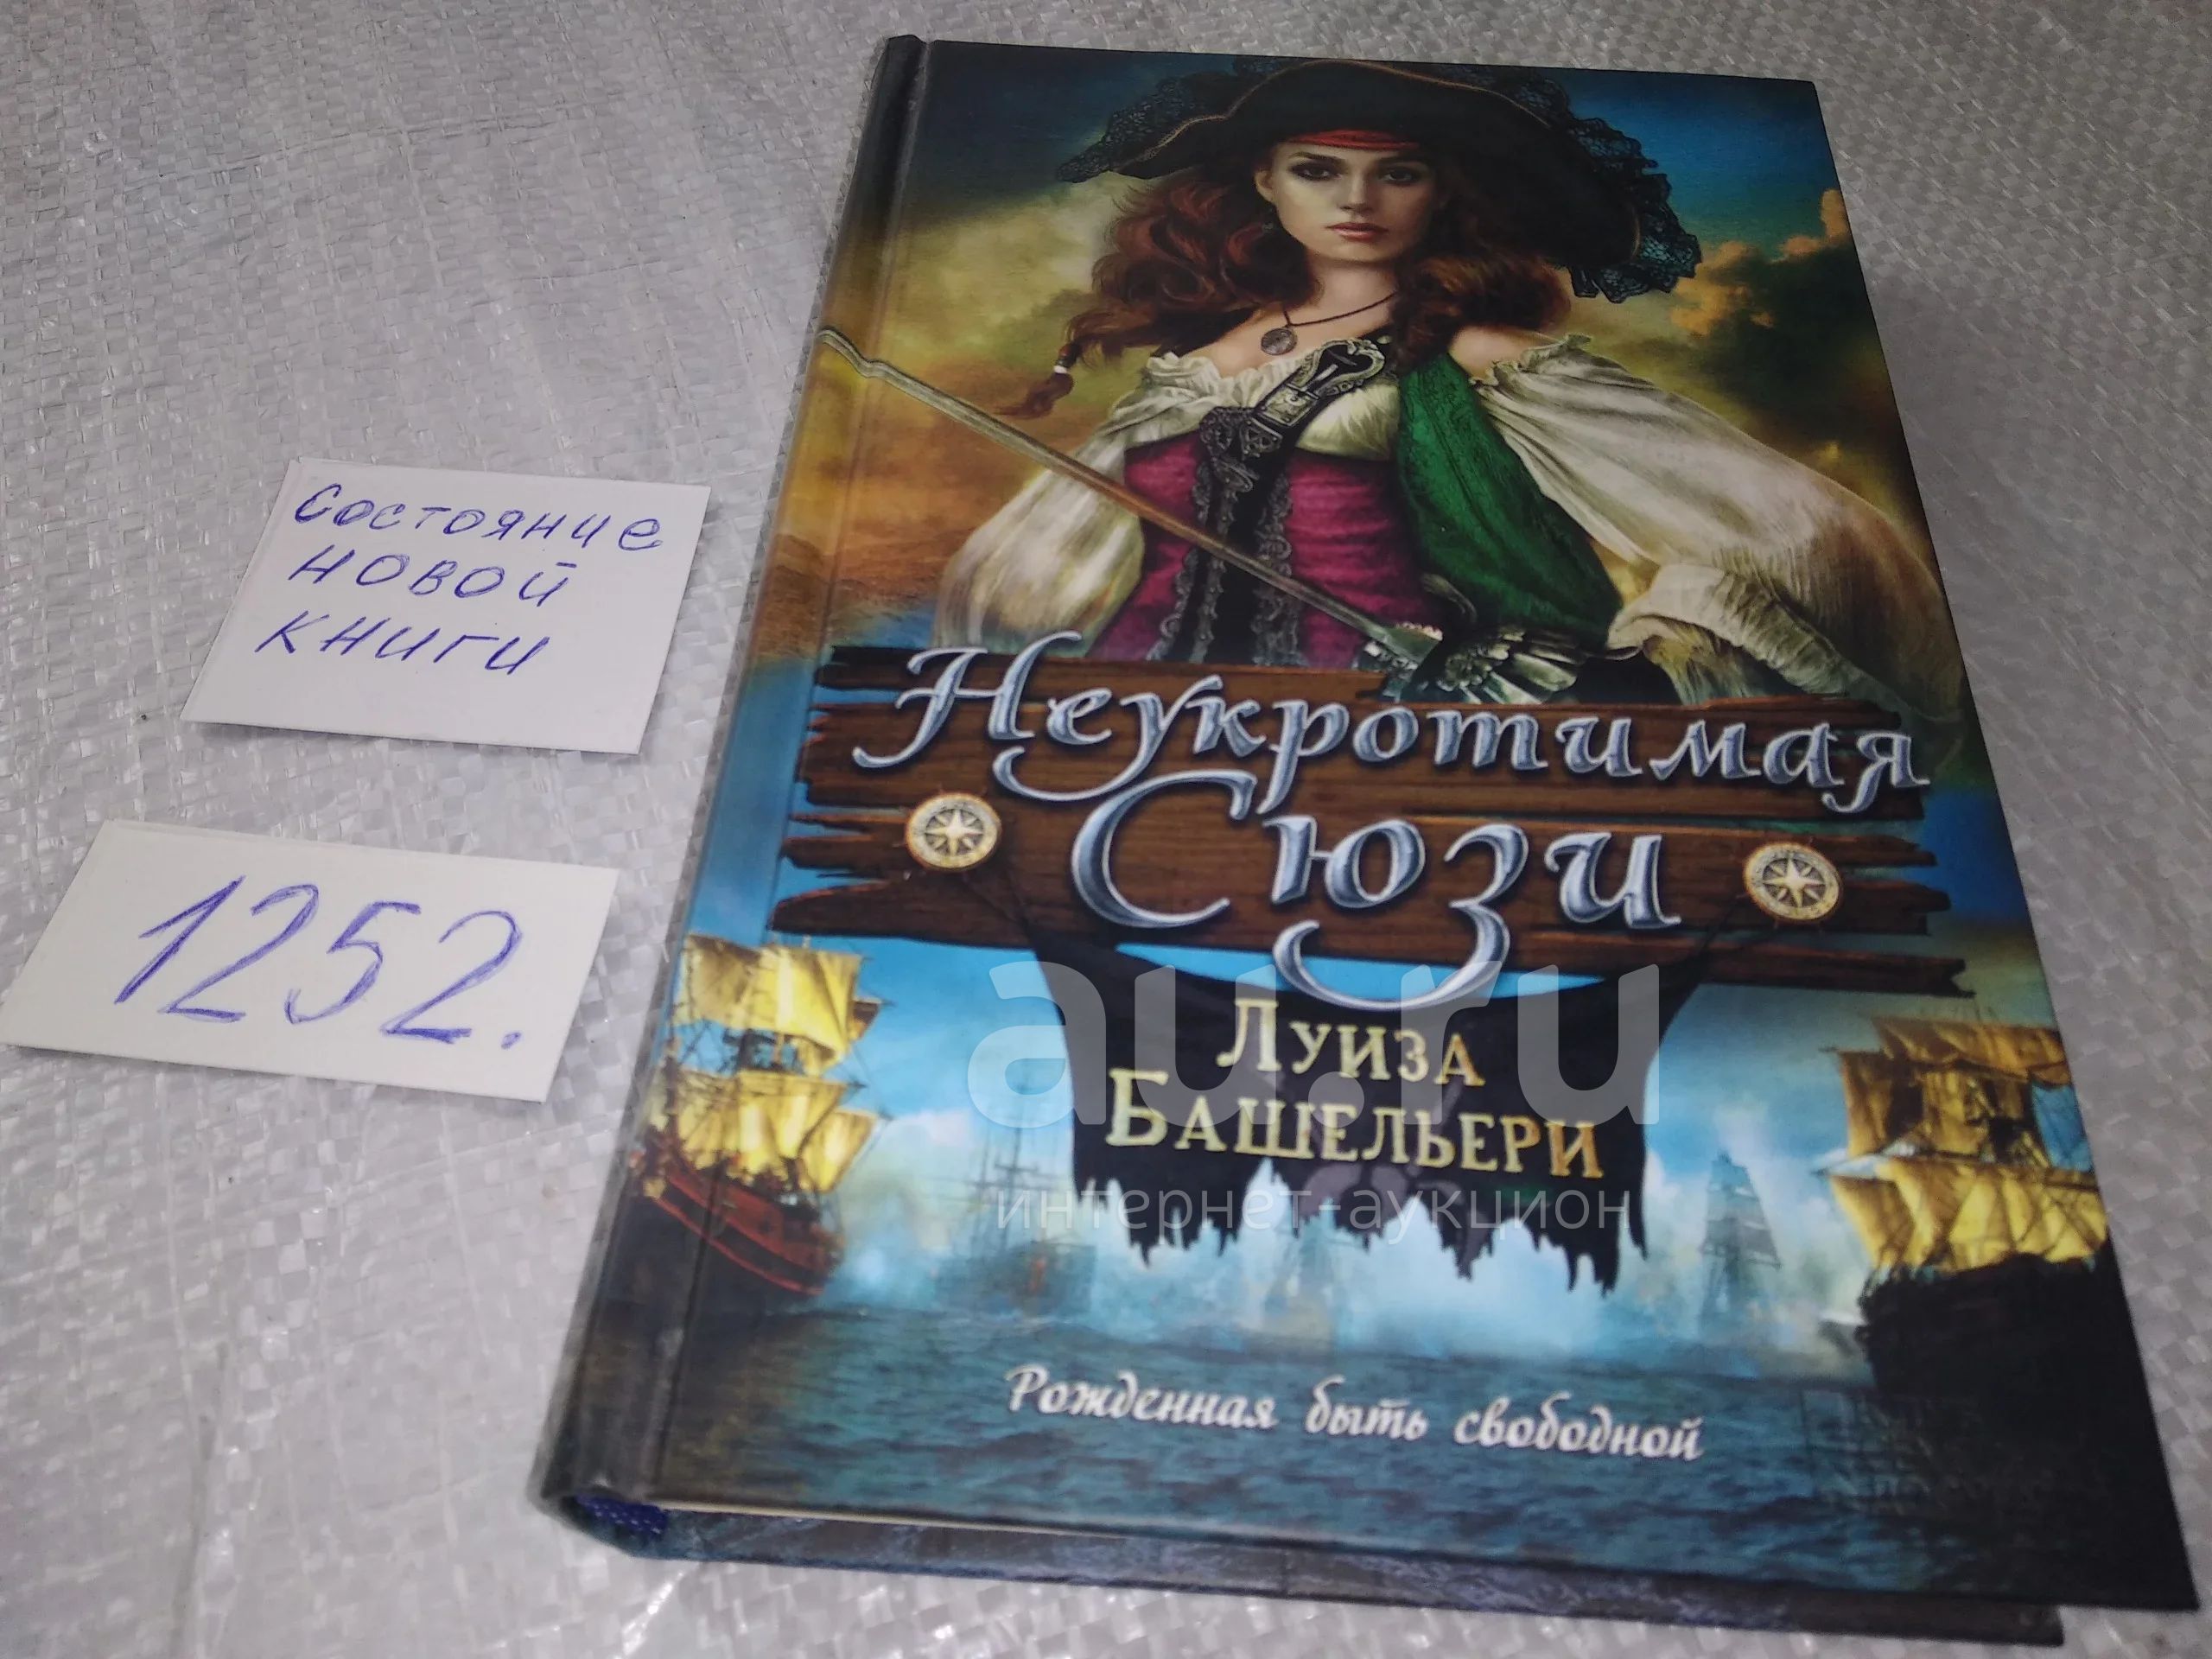 состояние
новой
книги
1252.
Неукротимая
Сюзи
Луиза
Башельери
au.ru
интернет-аукцион
Рожденная быть свободной